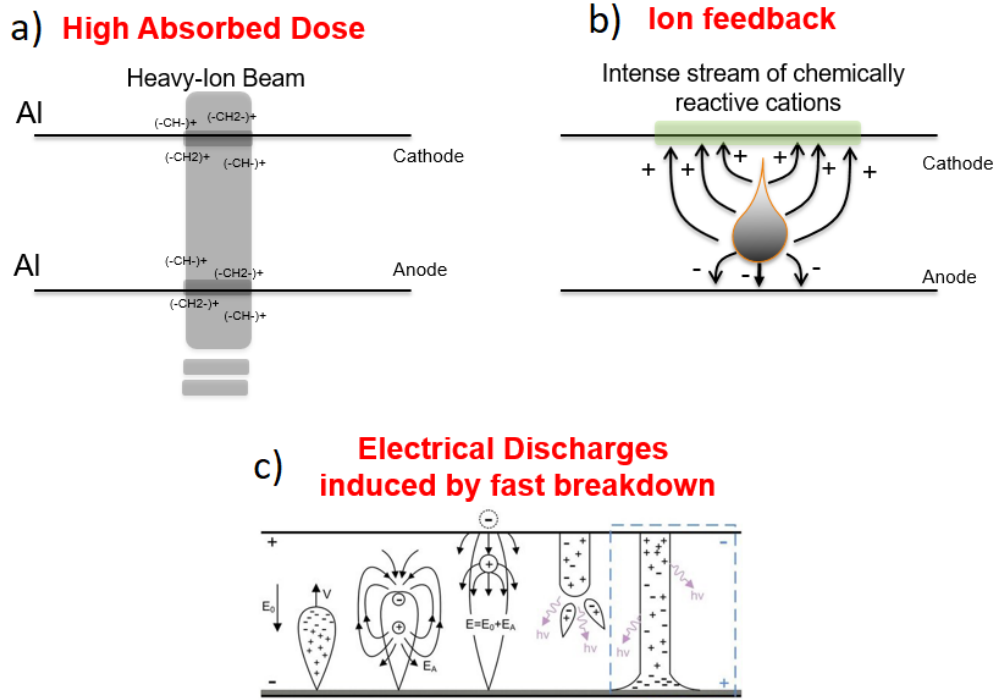 a) High Absorbed Dose
Heavy-Ion Beam
Al
(-CH-)+ (-CH2-)+
Cathode
(-CH2)+ (-CH-)+
Al
(-CH-)+
(-CH2-)+
Anode
(-CH2-)+
(-CH-)+
b) Ion feedback
Intense stream of chemically
reactive cations
+ + + + + +
Cathode
- - -
Anode
c) Electrical Discharges
induced by fast breakdown
+ - -
E₀ V + E=E₀+E_A hν hν hν hν
E_A
- +